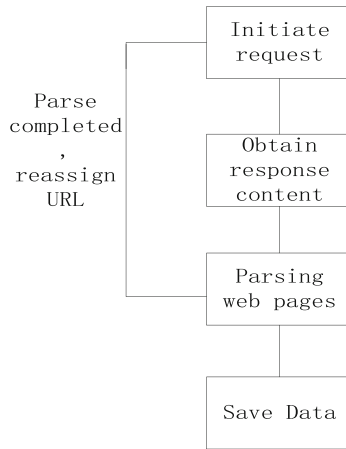 Initiate
request
Parse
completed
,
reassign
URL
Obtain
response
content
Parsing
web pages
Save Data